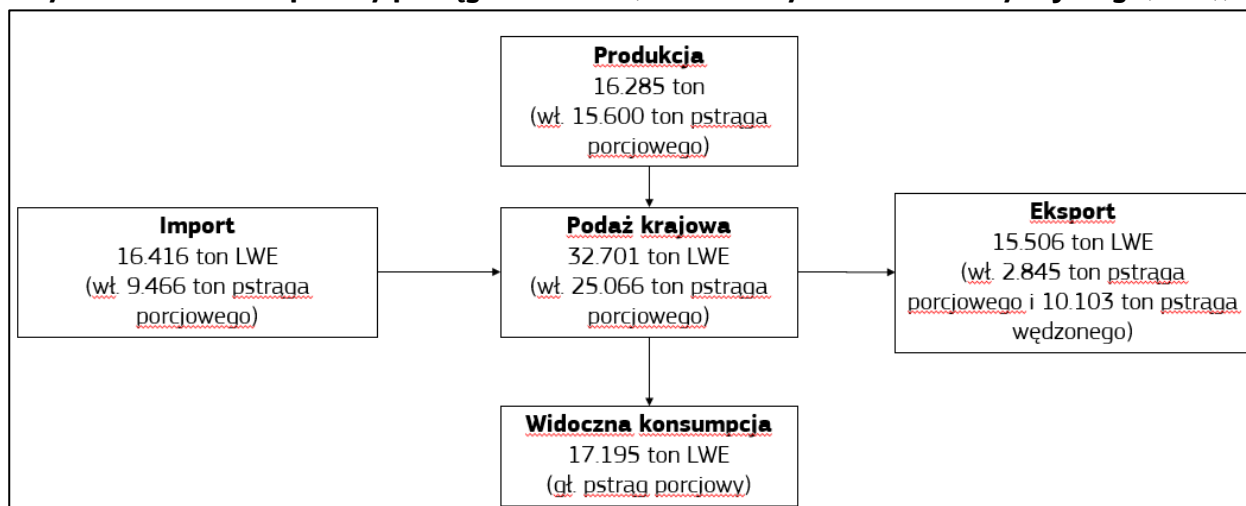 Produkcja
16.285 ton
(wł. 15.600 ton pstrąga
porcjowego)
Import
16.416 ton LWE
(wł. 9.466 ton pstrąga
porcjowego)
Podaż krajowa
32.701 ton LWE
(wł. 25.066 ton pstrąga
porcjowego)
Eksport
15.506 ton LWE
(wł. 2.845 ton pstrąga
porcjowego i 10.103 ton pstrąga
wędzonego)
Widoczna konsumpcja
17.195 ton LWE
(gł. pstrąg porcjowy)